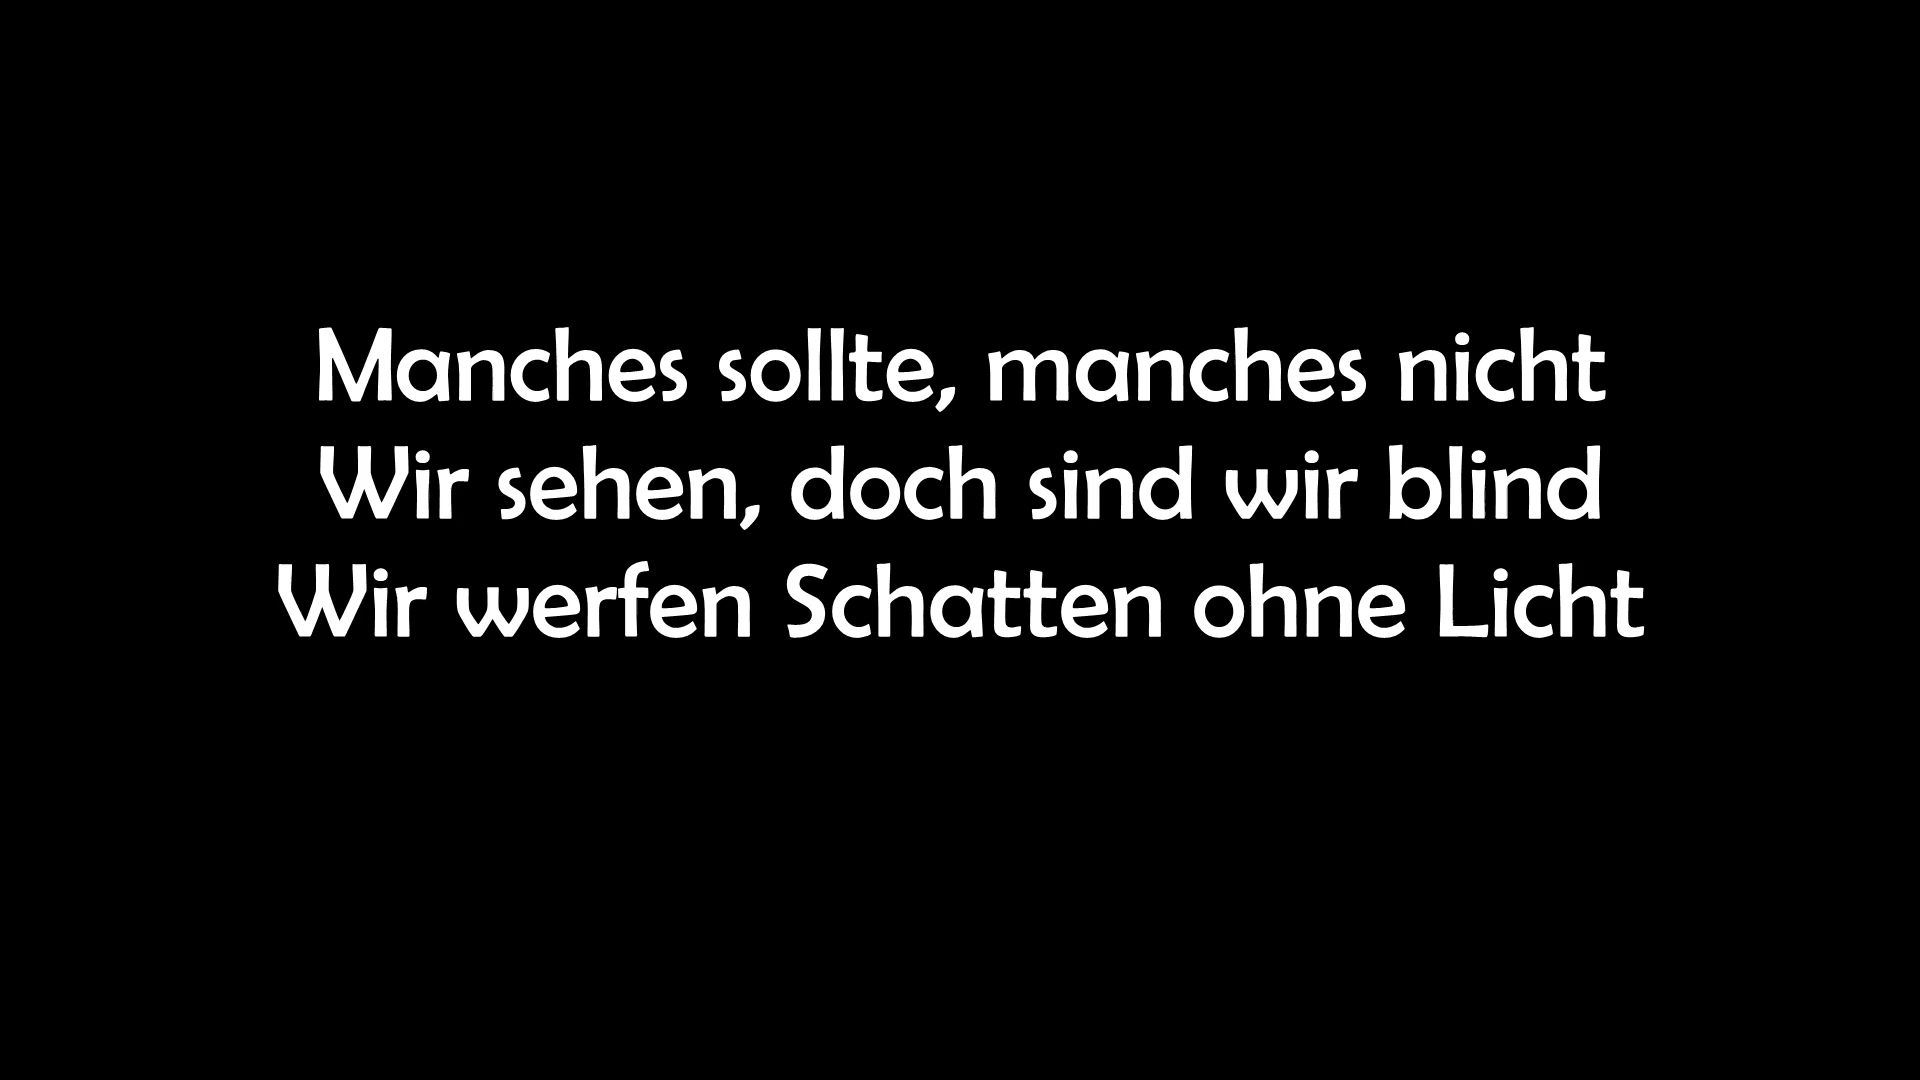 Manches sollte, manches nicht
Wir sehen, doch sind wir blind
Wir werfen Schatten ohne Licht